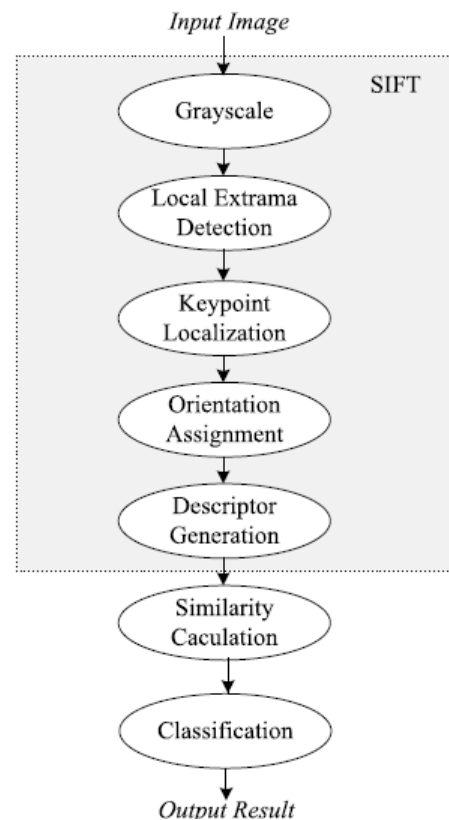 Input Image
SIFT
Grayscale
Local Extrama
Detection
Keypoint
Localization
Orientation
Assignment
Descriptor
Generation
Similarity
Caculation
Classification
Output Result